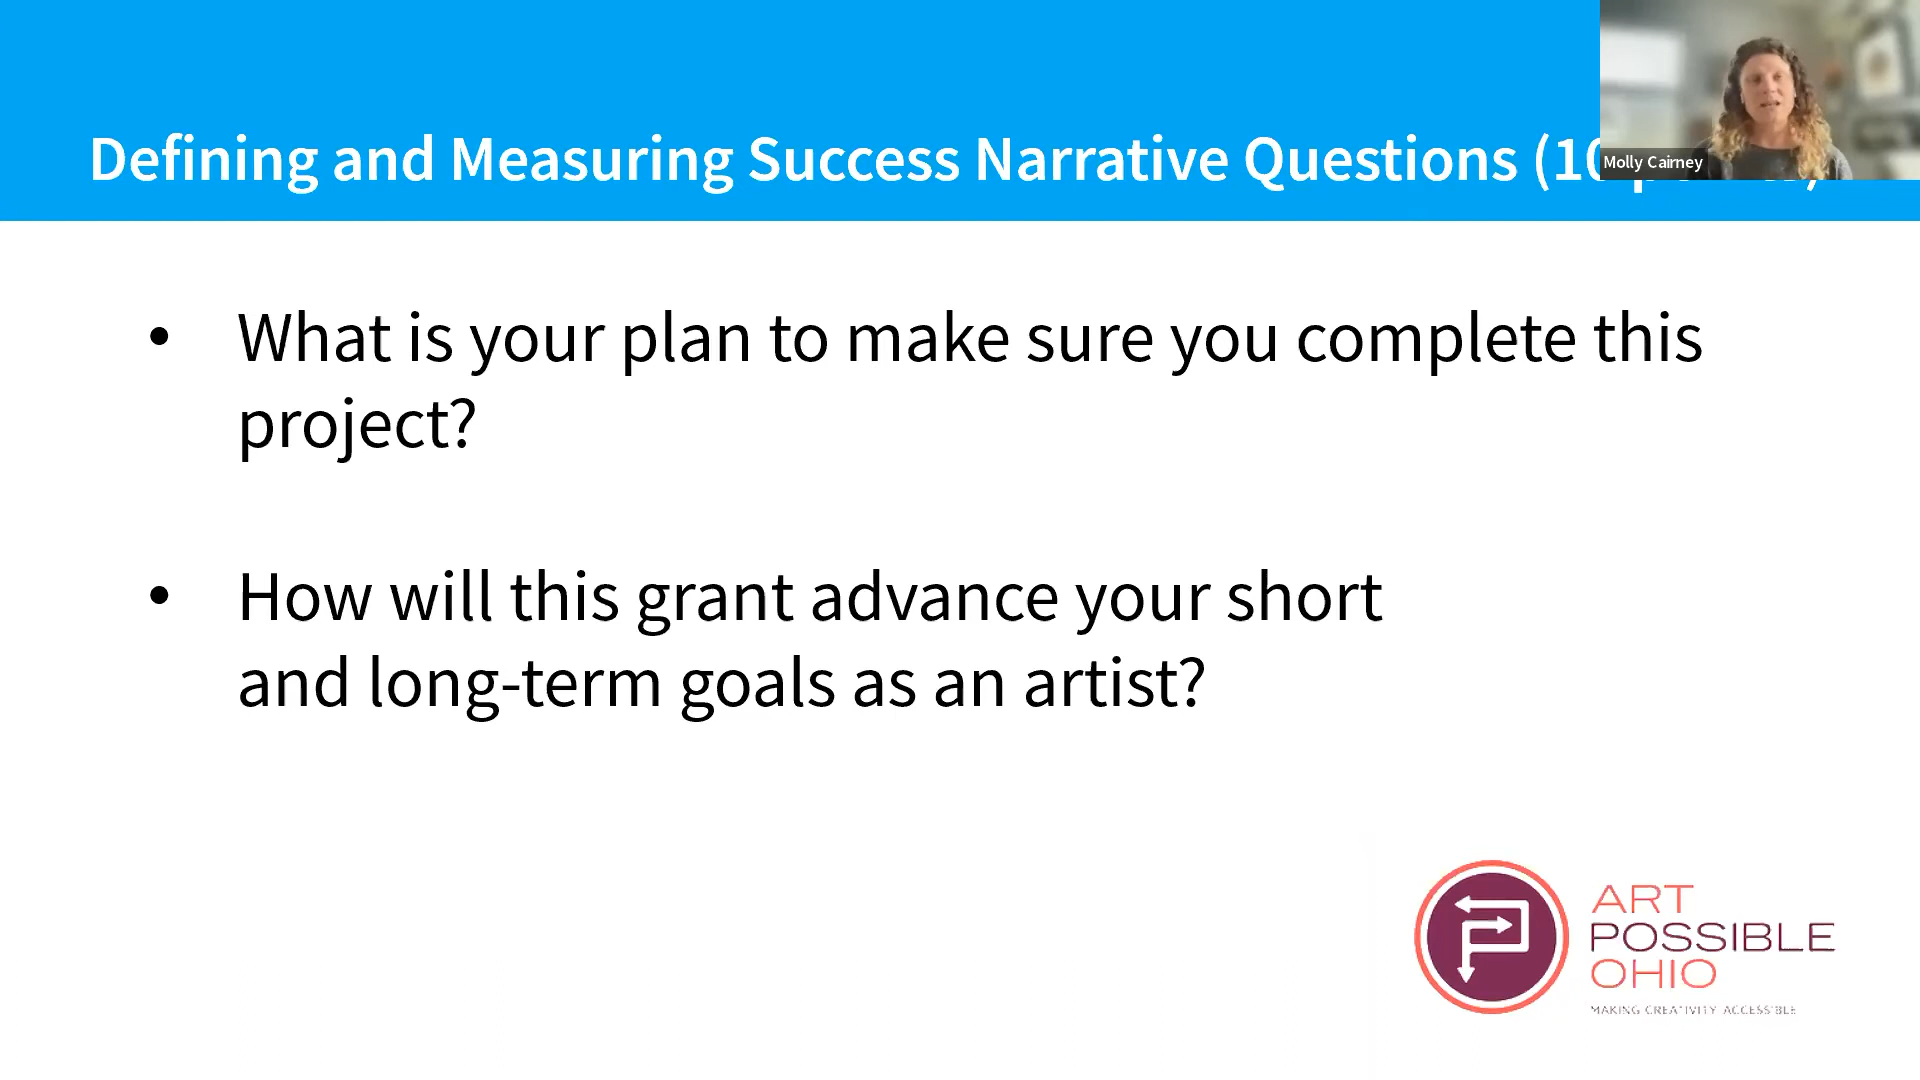 Defining and Measuring Success Narrative Questions (10
Molly Cairney
• What is your plan to make sure you complete this
project?
• How will this grant advance your short
and long-term goals as an artist?
ART
POSSIBLE
OHIO
MAKING CREATIVITY ACCESSIBLE